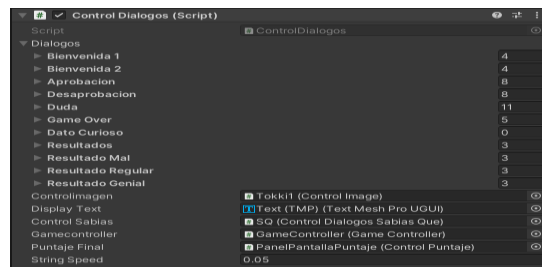 Control Dialogos (Script)
Script ControlDialogos
Dialogos
Bienvenida 1 4
Bienvenida 2 4
Aprobacion 8
Desaprobacion 8
Duda 11
Game Over 5
Dato Curioso 0
Resultados 3
Resultado Mal 3
Resultado Regular 3
Resultado Genial 3
Controlimagen Tokki1 (Control Image)
Display Text Text (TMP) (Text Mesh Pro UGUI)
Control Sabias SQ (Control Dialogos Sabias Que)
Gamecontroller GameController (Game Controller)
Puntaje Final PanelPantallaPuntaje (Control Puntaje)
String Speed 0.05